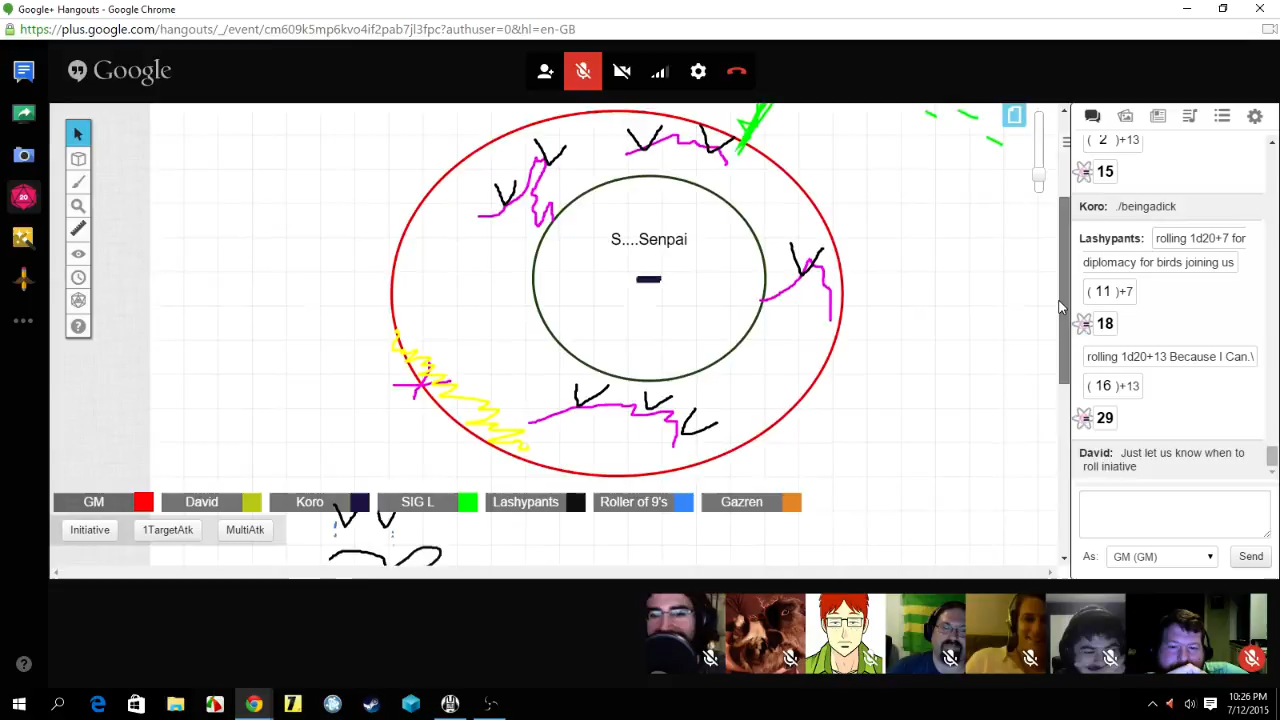 Google+ Hangouts - Google Chrome
https://plus.google.com/hangouts/_/event/cm609k5mp6kvo4if2pab7jl3fpc?authuser=0&hl=en-GB
Google
( 2 )+13
= 15
Koro: ./beingadick
Lashypants: rolling 1d20+7 for
diplomacy for birds joining us
( 11 )+7
= 18
rolling 1d20+13 Because I Can.\
( 16 )+13
= 29
David: Just let us know when to
roll iniative
S....Senpai
20
GM
David
Koro
SIG L
Lashypants
Roller of 9's
Gazren
Initiative
1TargetAtk
MultiAtk
As: GM (GM)
Send
10:26 PM
7/12/2015